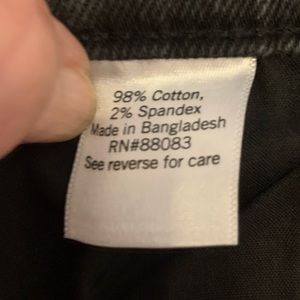 98% Cotton,
2% Spandex
Made in Bangladesh
RN#88083
See reverse for care